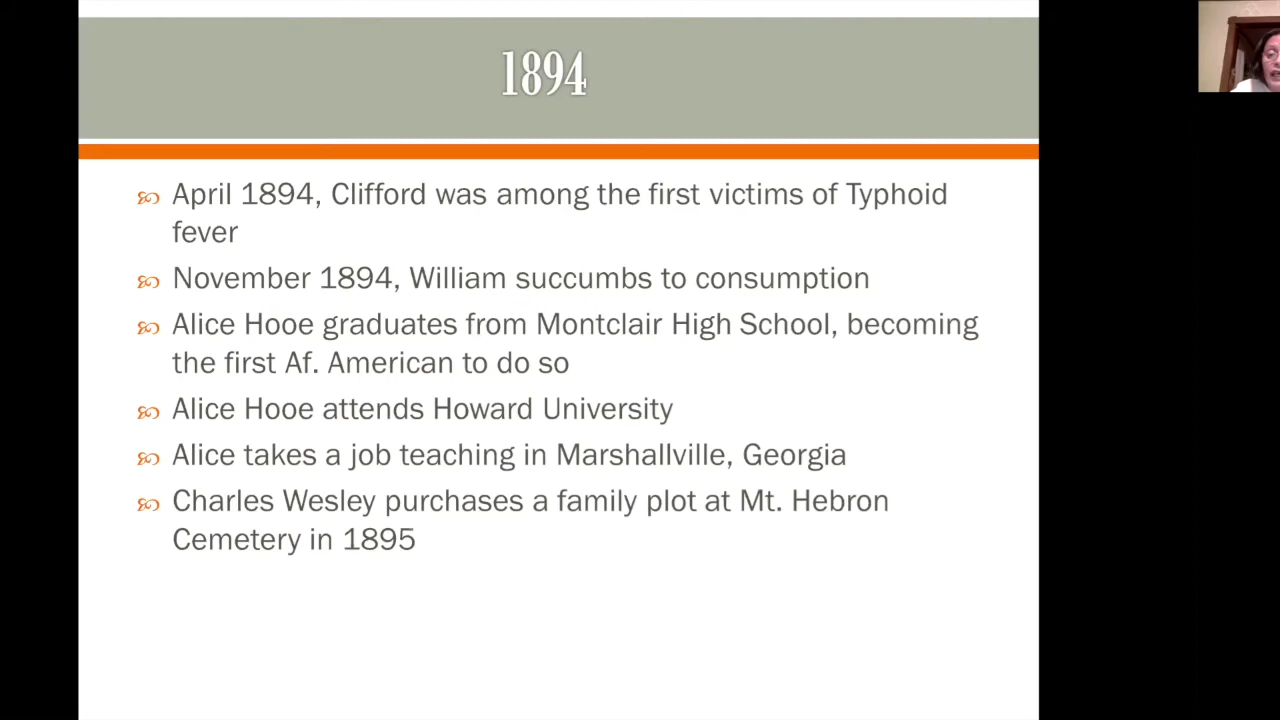 1894
April 1894, Clifford was among the first victims of Typhoid
fever
November 1894, William succumbs to consumption
Alice Hooe graduates from Montclair High School, becoming
the first Af. American to do so
Alice Hooe attends Howard University
Alice takes a job teaching in Marshallville, Georgia
Charles Wesley purchases a family plot at Mt. Hebron
Cemetery in 1895